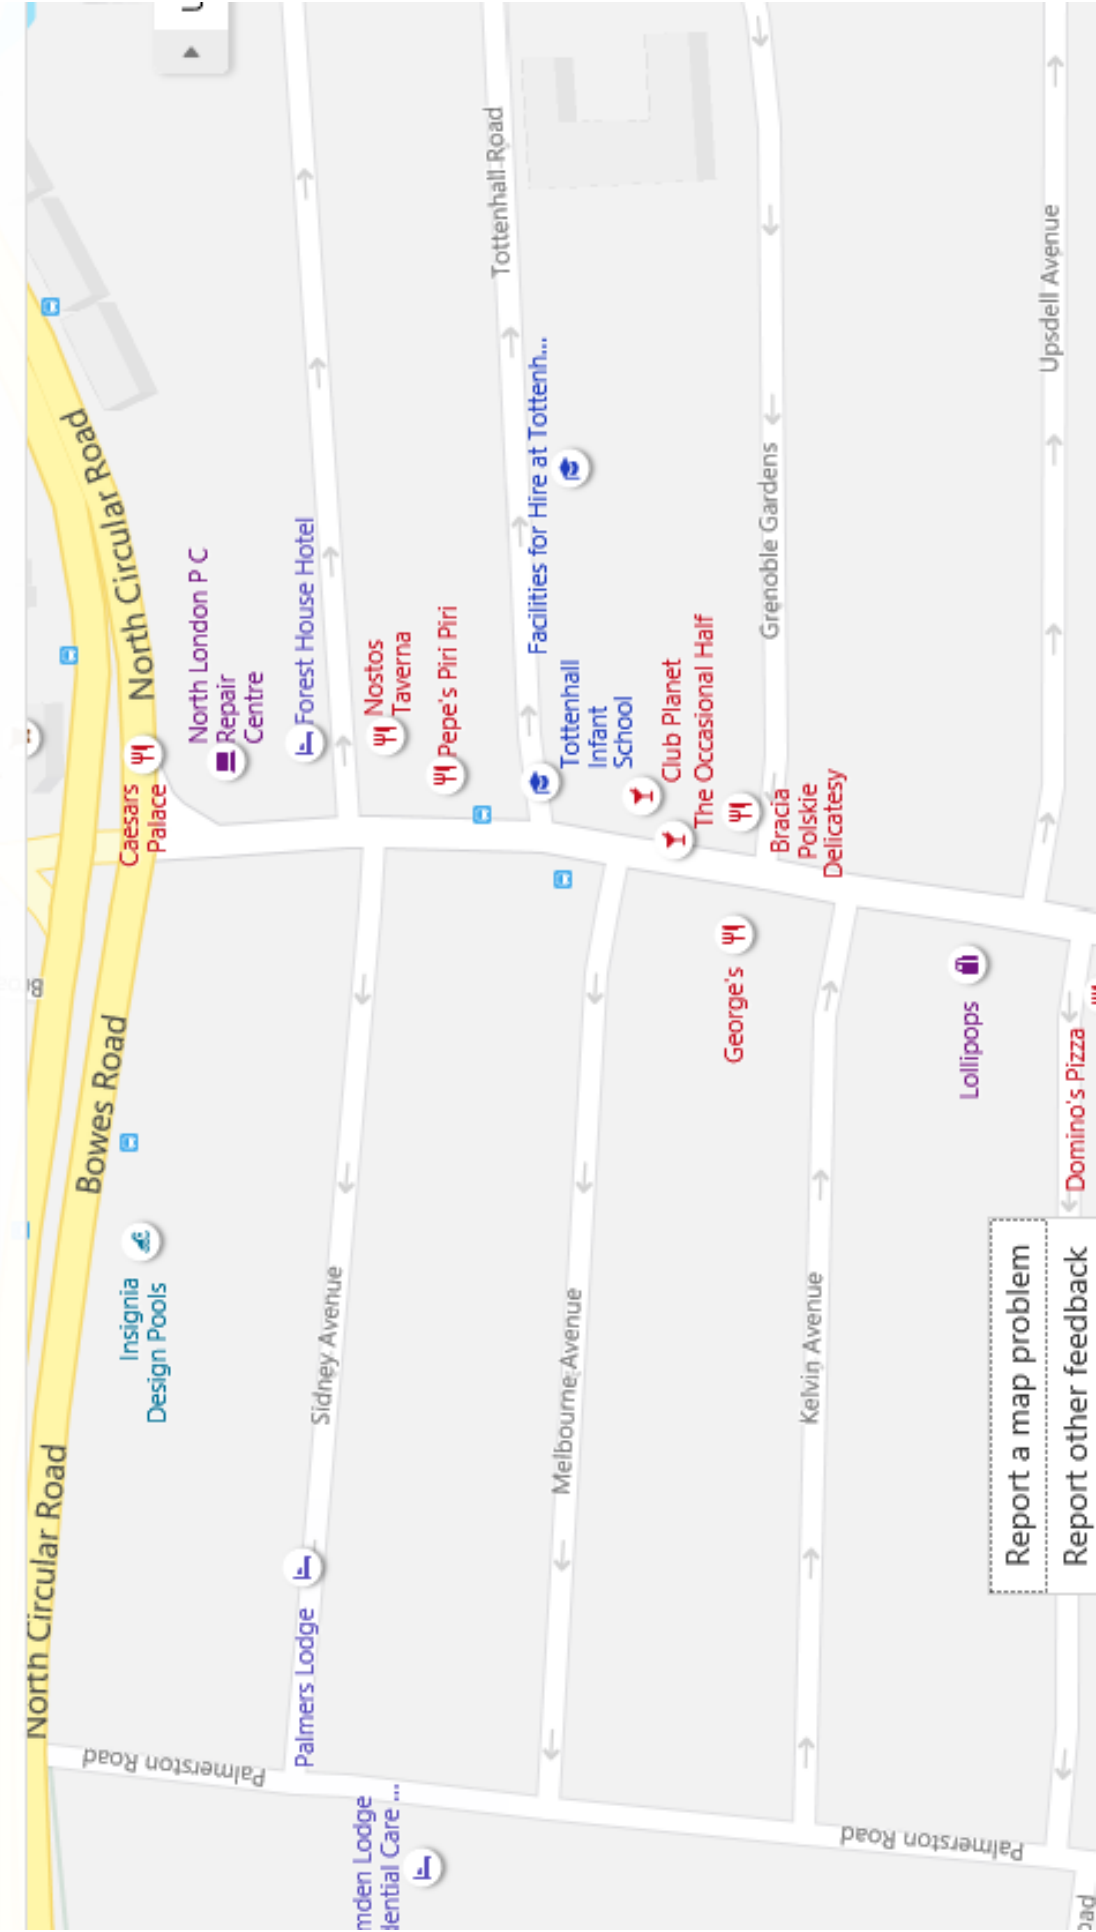 North Circular Road
Bowes Road
North Circular Road
Caesars
Palace
North London P C
Repair
Centre
Forest House Hotel
Nostos
Taverna
Pepe's Piri Piri
Tottenhall Road
Facilities for Hire at Tottenh...
Tottenhall
Infant
School
Club Planet
The Occasional Half
Grenoble Gardens
Bracia
Polskie
Delicatesy
Upsdell Avenue
Insignia
Design Pools
Sidney Avenue
Palmers Lodge
Melbourne Avenue
George's
Kelvin Avenue
Lollipops
Domino's Pizza
Palmerston Road
mden Lodge
dential Care ...
Palmerston Road
Report a map problem
Report other feedback